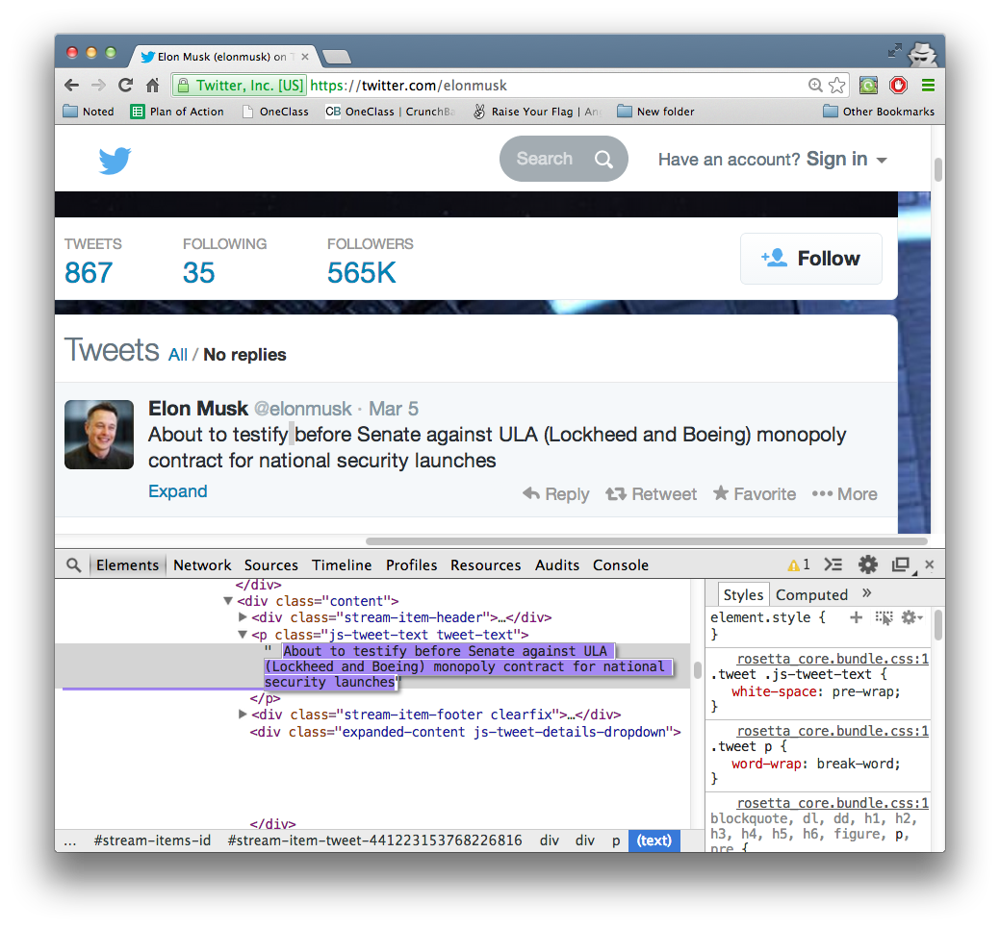 Elon Musk (elonmusk) on T
Twitter, Inc. [US] https://twitter.com/elonmusk
Noted Plan of Action OneClass CB OneClass | CrunchBa Raise Your Flag | Ang New folder Other Bookmarks
Search Have an account? Sign in
TWEETS FOLLOWING FOLLOWERS
867 35 565K Follow
Tweets All / No replies
Elon Musk @elonmusk · Mar 5
About to testify before Senate against ULA (Lockheed and Boeing) monopoly
contract for national security launches
Expand Reply Retweet Favorite More
Elements Network Sources Timeline Profiles Resources Audits Console 1
</div>
<div class="content">
<div class="stream-item-header">…</div>
<p class="js-tweet-text tweet-text">
" About to testify before Senate against ULA
(Lockheed and Boeing) monopoly contract for national
security launches"
</p>
<div class="stream-item-footer clearfix">…</div>
<div class="expanded-content js-tweet-details-dropdown">
</div>
... #stream-items-id #stream-item-tweet-441223153768226816 div div p (text)
Styles Computed »
element.style {
}
rosetta_core.bundle.css:1
.tweet .js-tweet-text {
white-space: pre-wrap;
}
rosetta_core.bundle.css:1
.tweet p {
word-wrap: break-word;
}
rosetta_core.bundle.css:1
blockquote, dl, dd, h1, h2,
h3, h4, h5, h6, figure, p,
pre {